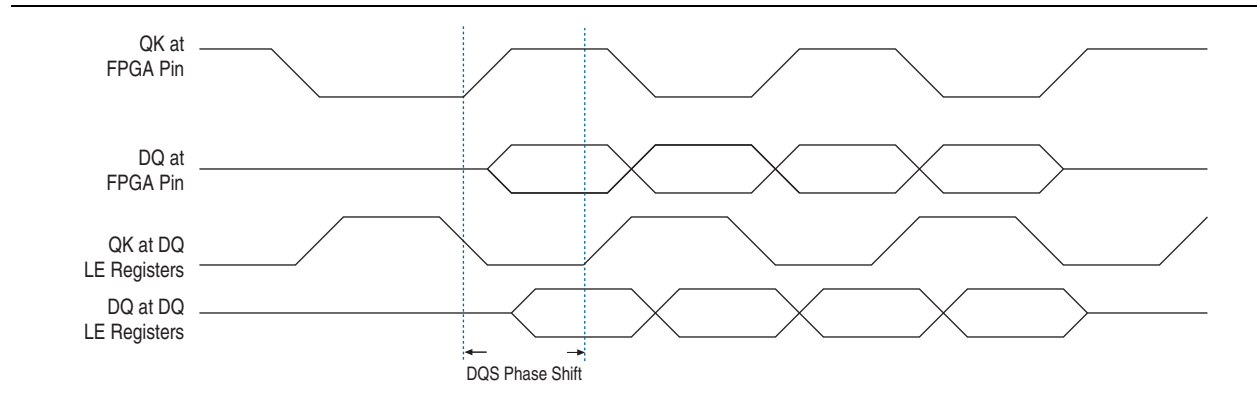 QK at
FPGA Pin
DQ at
FPGA Pin
QK at DQ
LE Registers
DQ at DQ
LE Registers
DQS Phase Shift